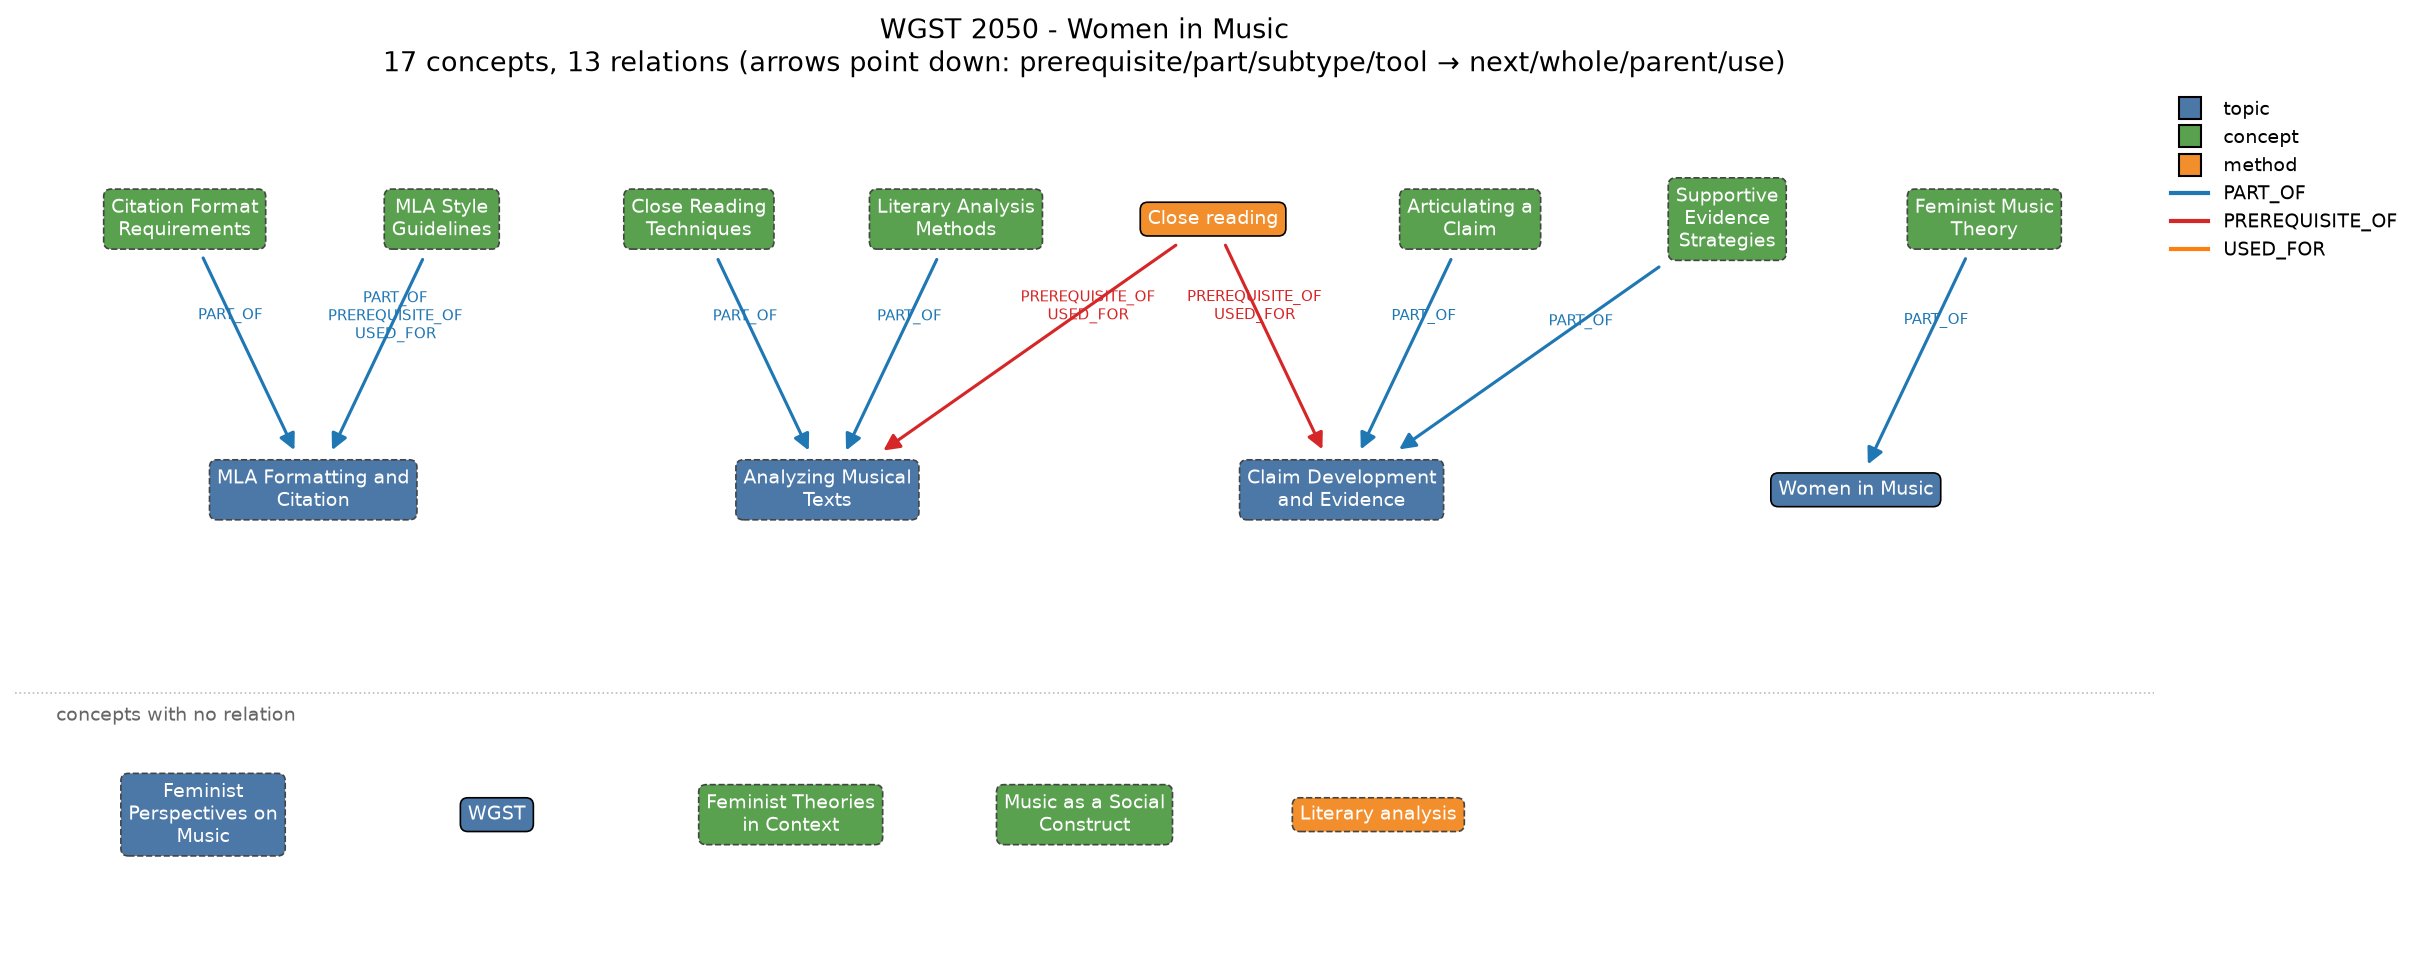 WGST 2050 - Women in Music
17 concepts, 13 relations (arrows point down: prerequisite/part/subtype/tool → next/whole/parent/use)
topic
concept
method
PART_OF
PREREQUISITE_OF
USED_FOR
Citation Format
Requirements
MLA Style
Guidelines
Close Reading
Techniques
Literary Analysis
Methods
Close reading
Articulating a
Claim
Supportive
Evidence
Strategies
Feminist Music
Theory
PART_OF
PART_OF
PREREQUISITE_OF
USED_FOR
PART_OF
PART_OF
PREREQUISITE_OF
USED_FOR
PREREQUISITE_OF
USED_FOR
PART_OF
PART_OF
PART_OF
MLA Formatting and
Citation
Analyzing Musical
Texts
Claim Development
and Evidence
Women in Music
concepts with no relation
Feminist
Perspectives on
Music
WGST
Feminist Theories
in Context
Music as a Social
Construct
Literary analysis